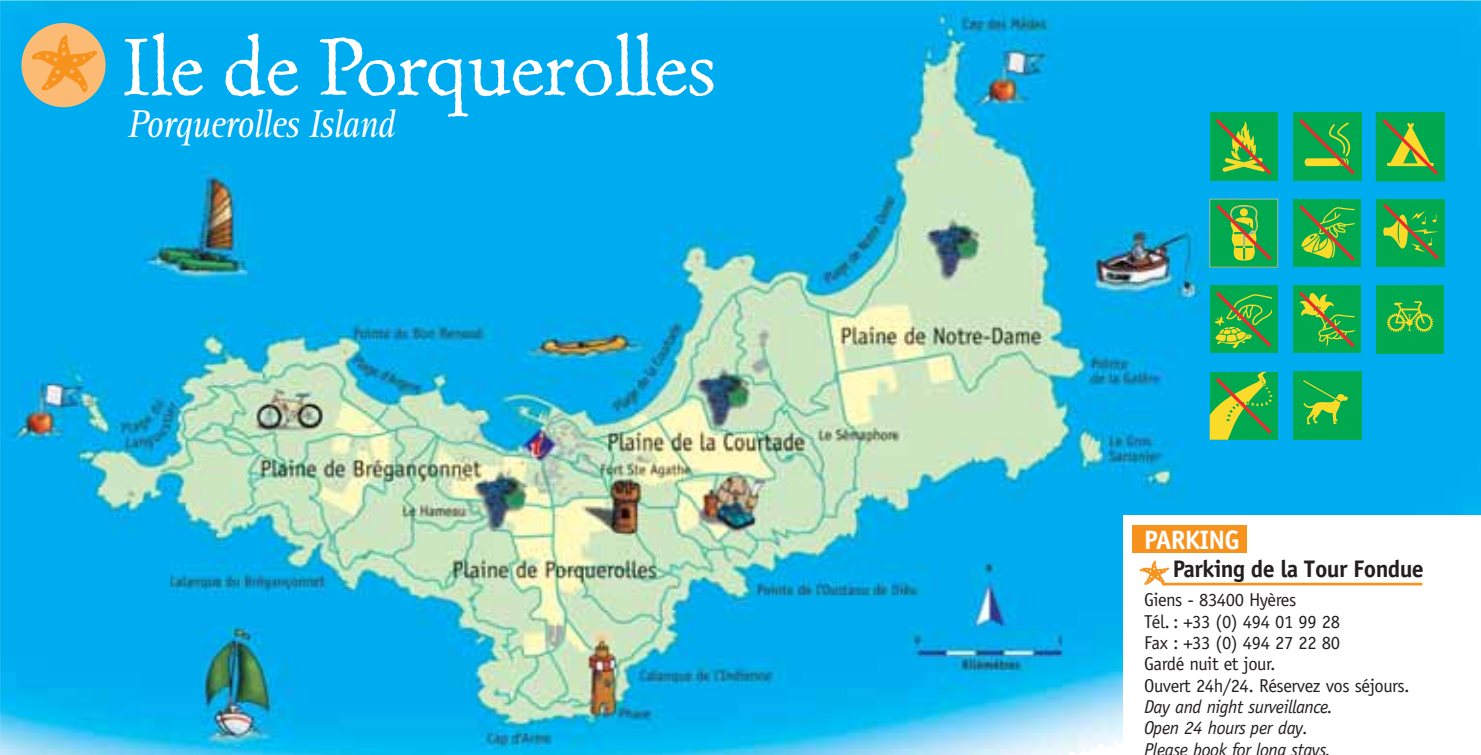 Ile de Porquerolles
Porquerolles Island
Cap des Mèdes
Plage de Notre Dame
Plaine de Notre-Dame
Pointe du Bon Renaud
Plage d'Argent
Plage de la Courtade
Pointe
de la Galère
Plage du
Langoustier
Plaine de la Courtade
Le Sémaphore
Le Gros
Sarranier
Plaine de Brégançonnet
Fort Ste Agathe
i
Le Hameau
Plaine de Porquerolles
Calanque du Brégançonnet
Pointe de l'Oustaou de Diéu
N
0 1
Kilomètres
Calanque de l'Indienne
Phare
Cap d'Arme
PARKING
Parking de la Tour Fondue
Giens - 83400 Hyères
Tél. : +33 (0) 494 01 99 28
Fax : +33 (0) 494 27 22 80
Gardé nuit et jour.
Ouvert 24h/24. Réservez vos séjours.
Day and night surveillance.
Open 24 hours per day.
Please book for long stays.